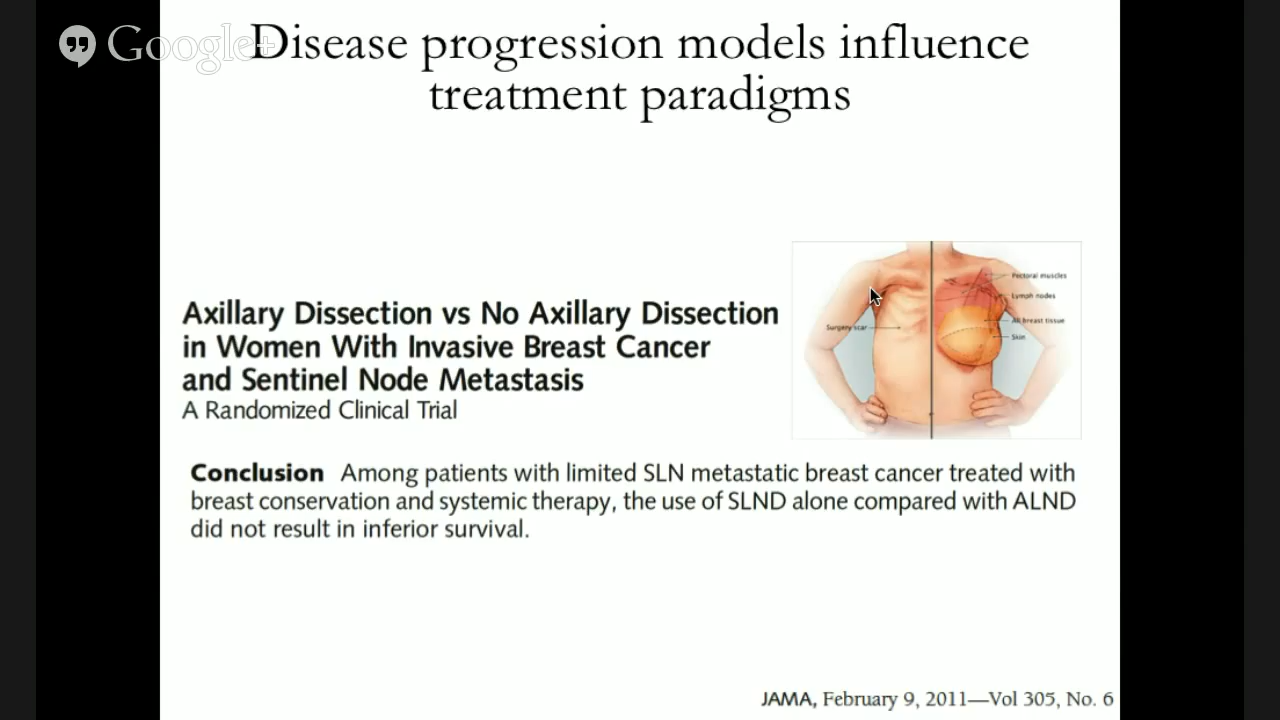 Google+
Disease progression models influence
treatment paradigms
Axillary Dissection vs No Axillary Dissection
in Women With Invasive Breast Cancer
and Sentinel Node Metastasis
A Randomized Clinical Trial
Pectoral muscles
Lymph nodes
All breast tissue
Skin
Surgery scar
Conclusion Among patients with limited SLN metastatic breast cancer treated with
breast conservation and systemic therapy, the use of SLND alone compared with ALND
did not result in inferior survival.
JAMA, February 9, 2011—Vol 305, No. 6